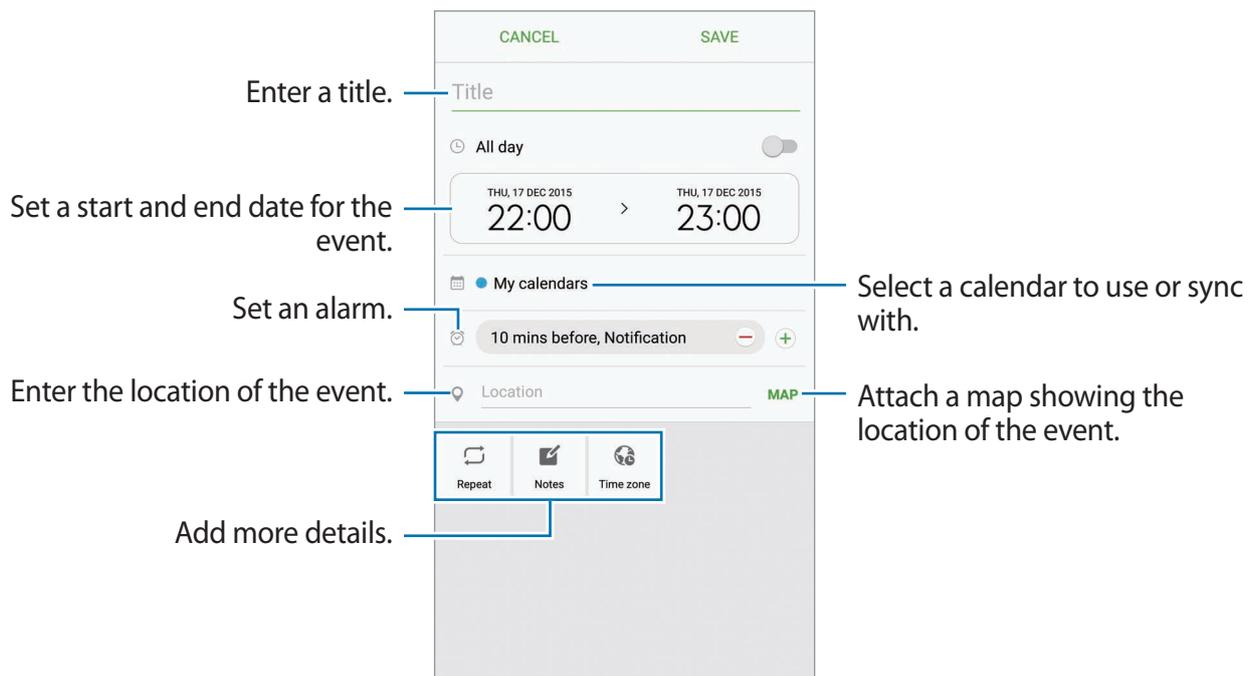 CANCEL SAVE
Enter a title.
Title
All day
Set a start and end date for the
event.
THU, 17 DEC 2015 THU, 17 DEC 2015
22:00 > 23:00
My calendars
Select a calendar to use or sync
with.
Set an alarm.
10 mins before, Notification
Enter the location of the event.
Location
MAP
Attach a map showing the
location of the event.
Repeat Notes Time zone
Add more details.